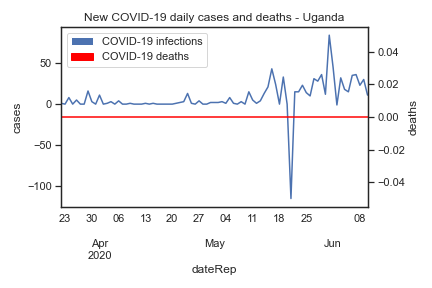 New COVID-19 daily cases and deaths - Uganda
COVID-19 infections
COVID-19 deaths
cases
50
0
−50
−100
deaths
0.04
0.02
0.00
−0.02
−0.04
23 30 06 13 20 27 04 11 18 25 08
Apr May Jun
2020
dateRep